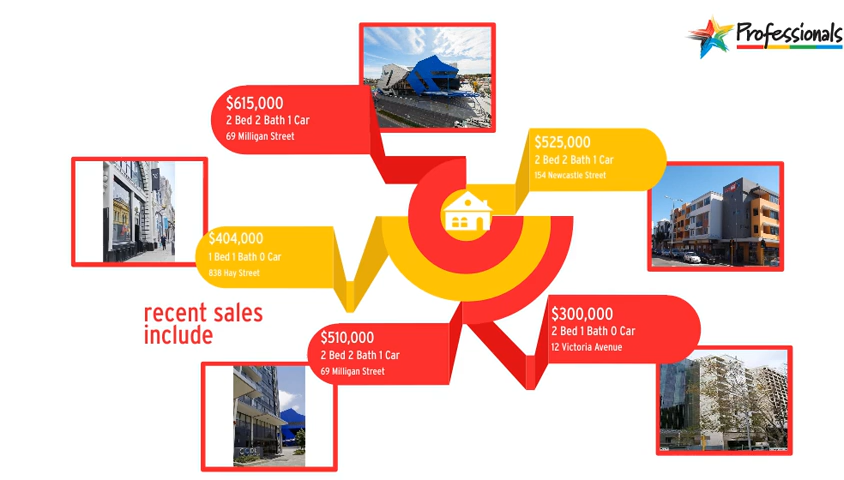 Professionals
$615,000
2 Bed 2 Bath 1 Car
69 Milligan Street
$525,000
2 Bed 2 Bath 1 Car
154 Newcastle Street
$404,000
1 Bed 1 Bath 0 Car
838 Hay Street
recent sales
include
$510,000
2 Bed 2 Bath 1 Car
69 Milligan Street
$300,000
2 Bed 1 Bath 0 Car
12 Victoria Avenue